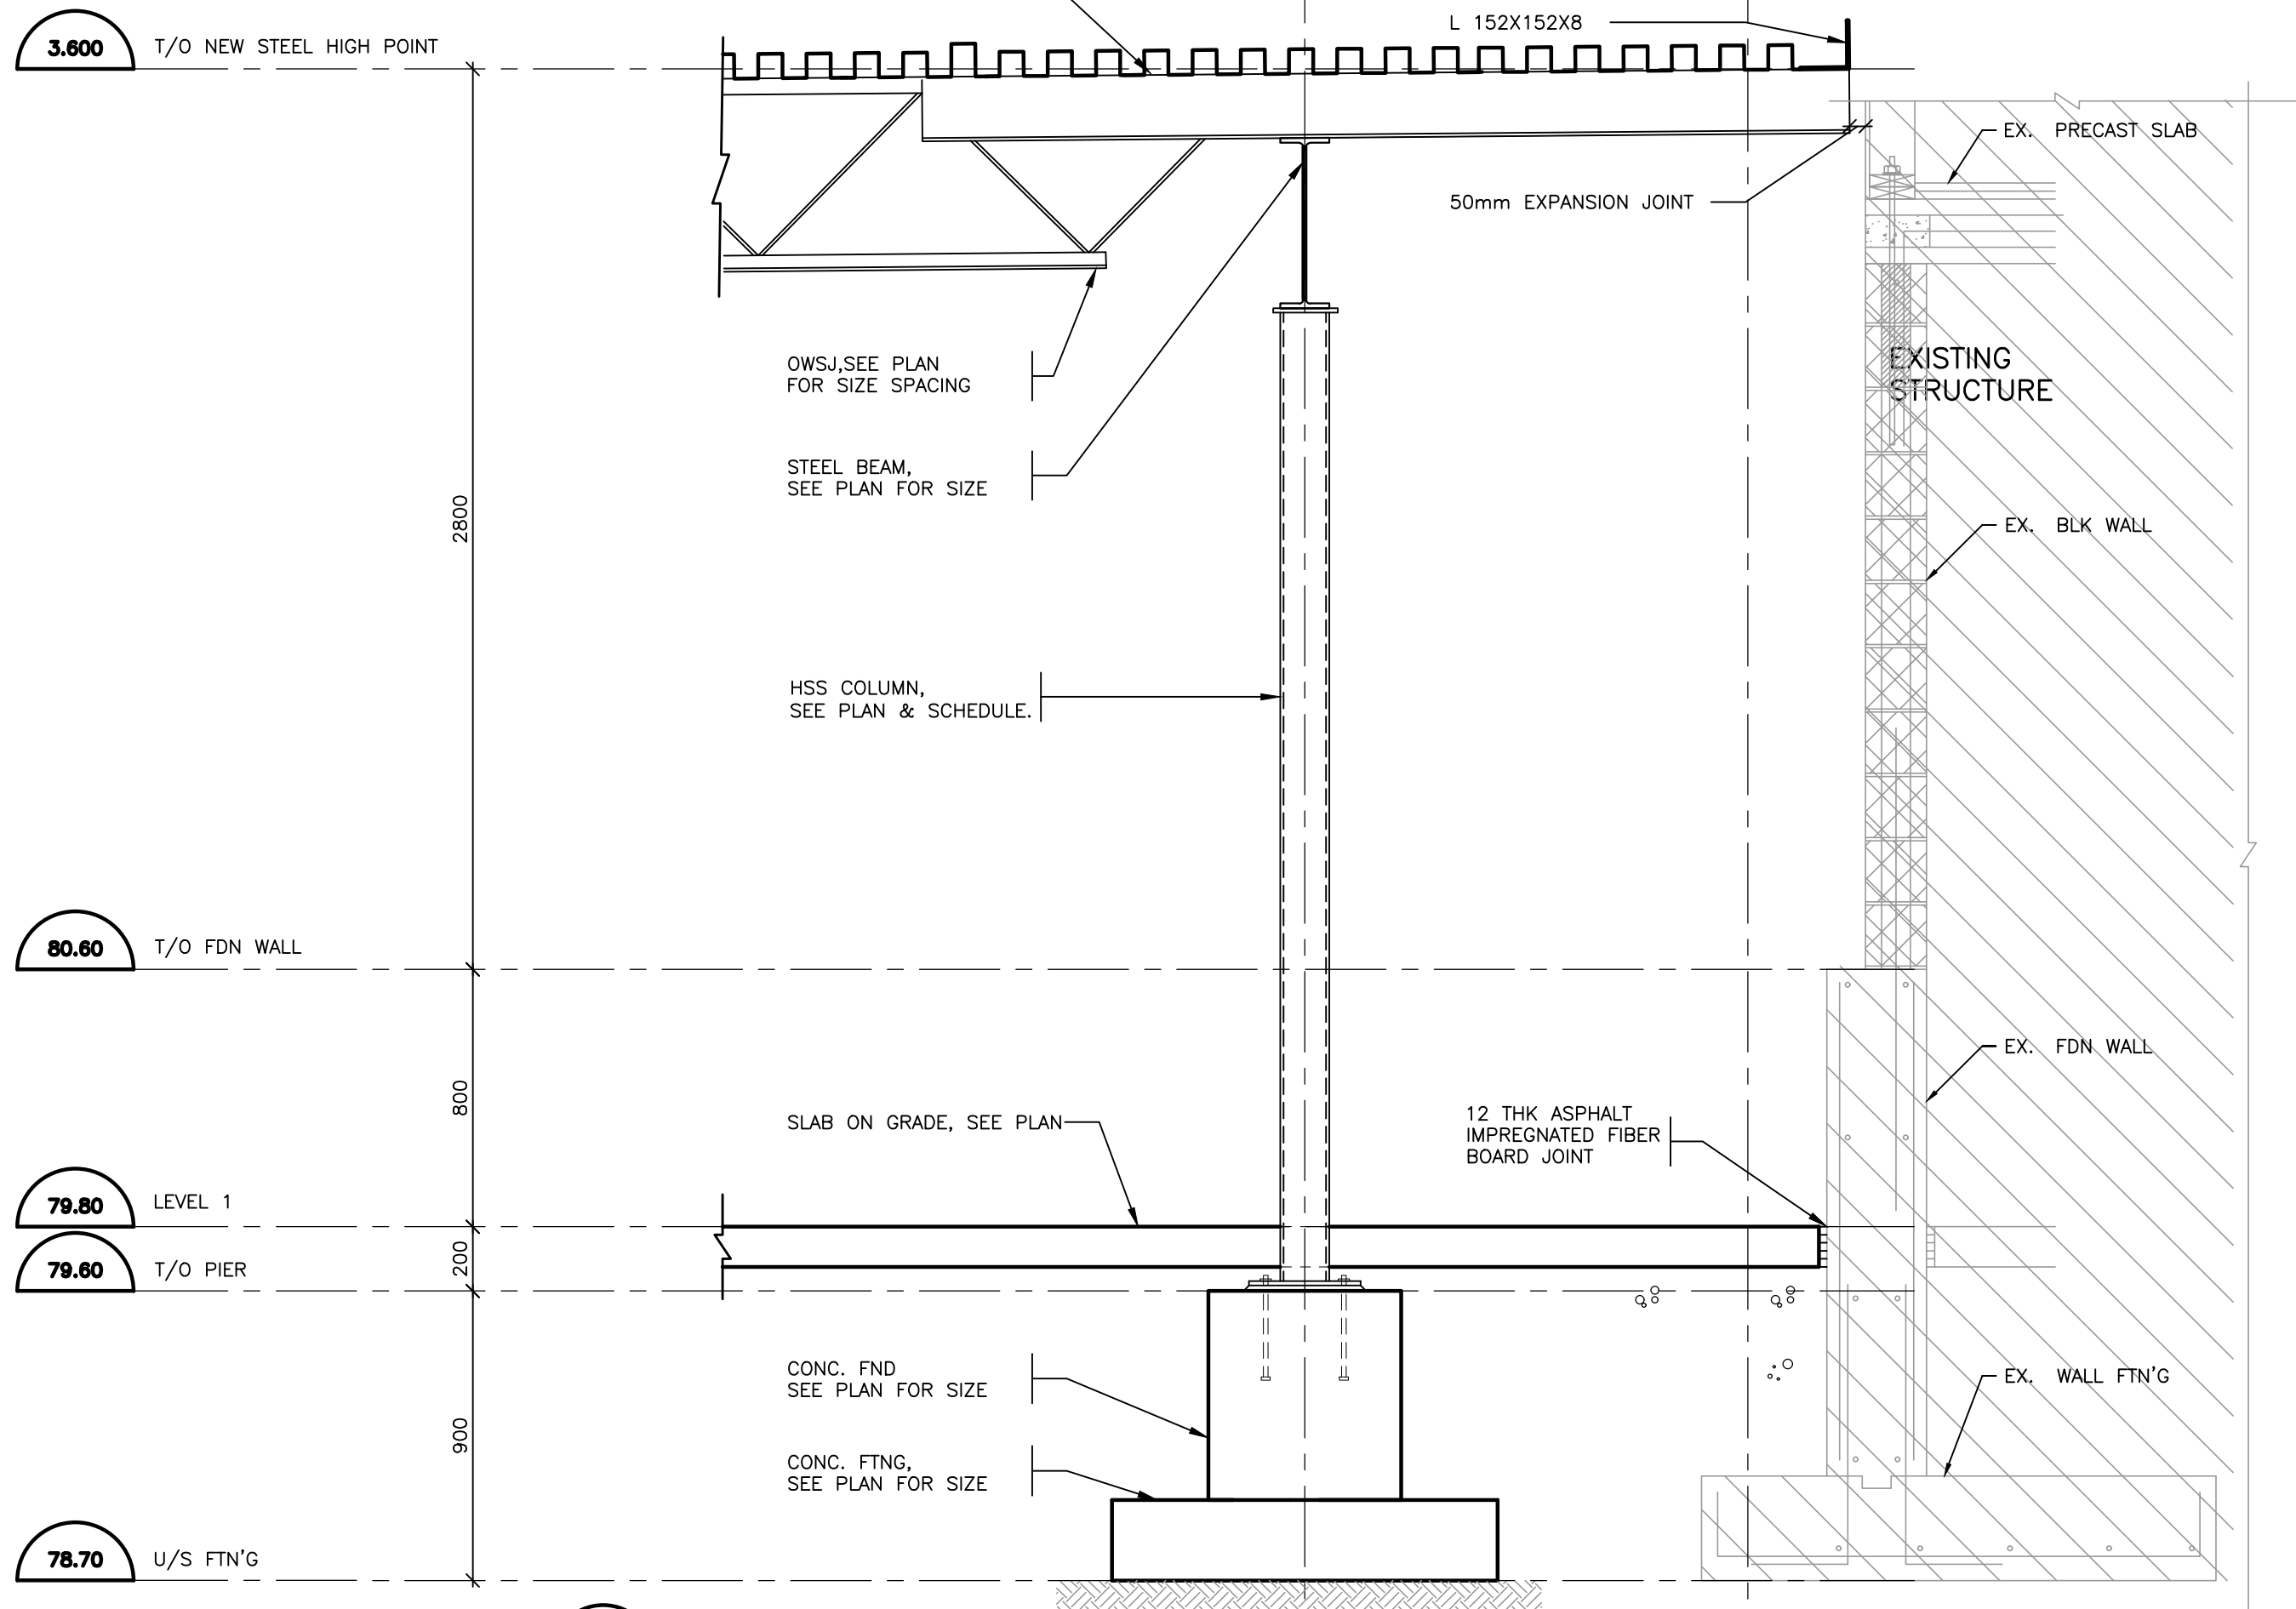 L 152X152X8
3.600
T/O NEW STEEL HIGH POINT
EX. PRECAST SLAB
50mm EXPANSION JOINT
OWSJ,SEE PLAN
FOR SIZE SPACING
EXISTING
STRUCTURE
STEEL BEAM,
SEE PLAN FOR SIZE
2800
EX. BLK WALL
HSS COLUMN,
SEE PLAN & SCHEDULE.
80.60
T/O FDN WALL
EX. FDN WALL
800
SLAB ON GRADE, SEE PLAN
12 THK ASPHALT
IMPREGNATED FIBER
BOARD JOINT
79.80
LEVEL 1
200
79.60
T/O PIER
CONC. FND
SEE PLAN FOR SIZE
EX. WALL FTN'G
900
CONC. FTNG,
SEE PLAN FOR SIZE
78.70
U/S FTN'G